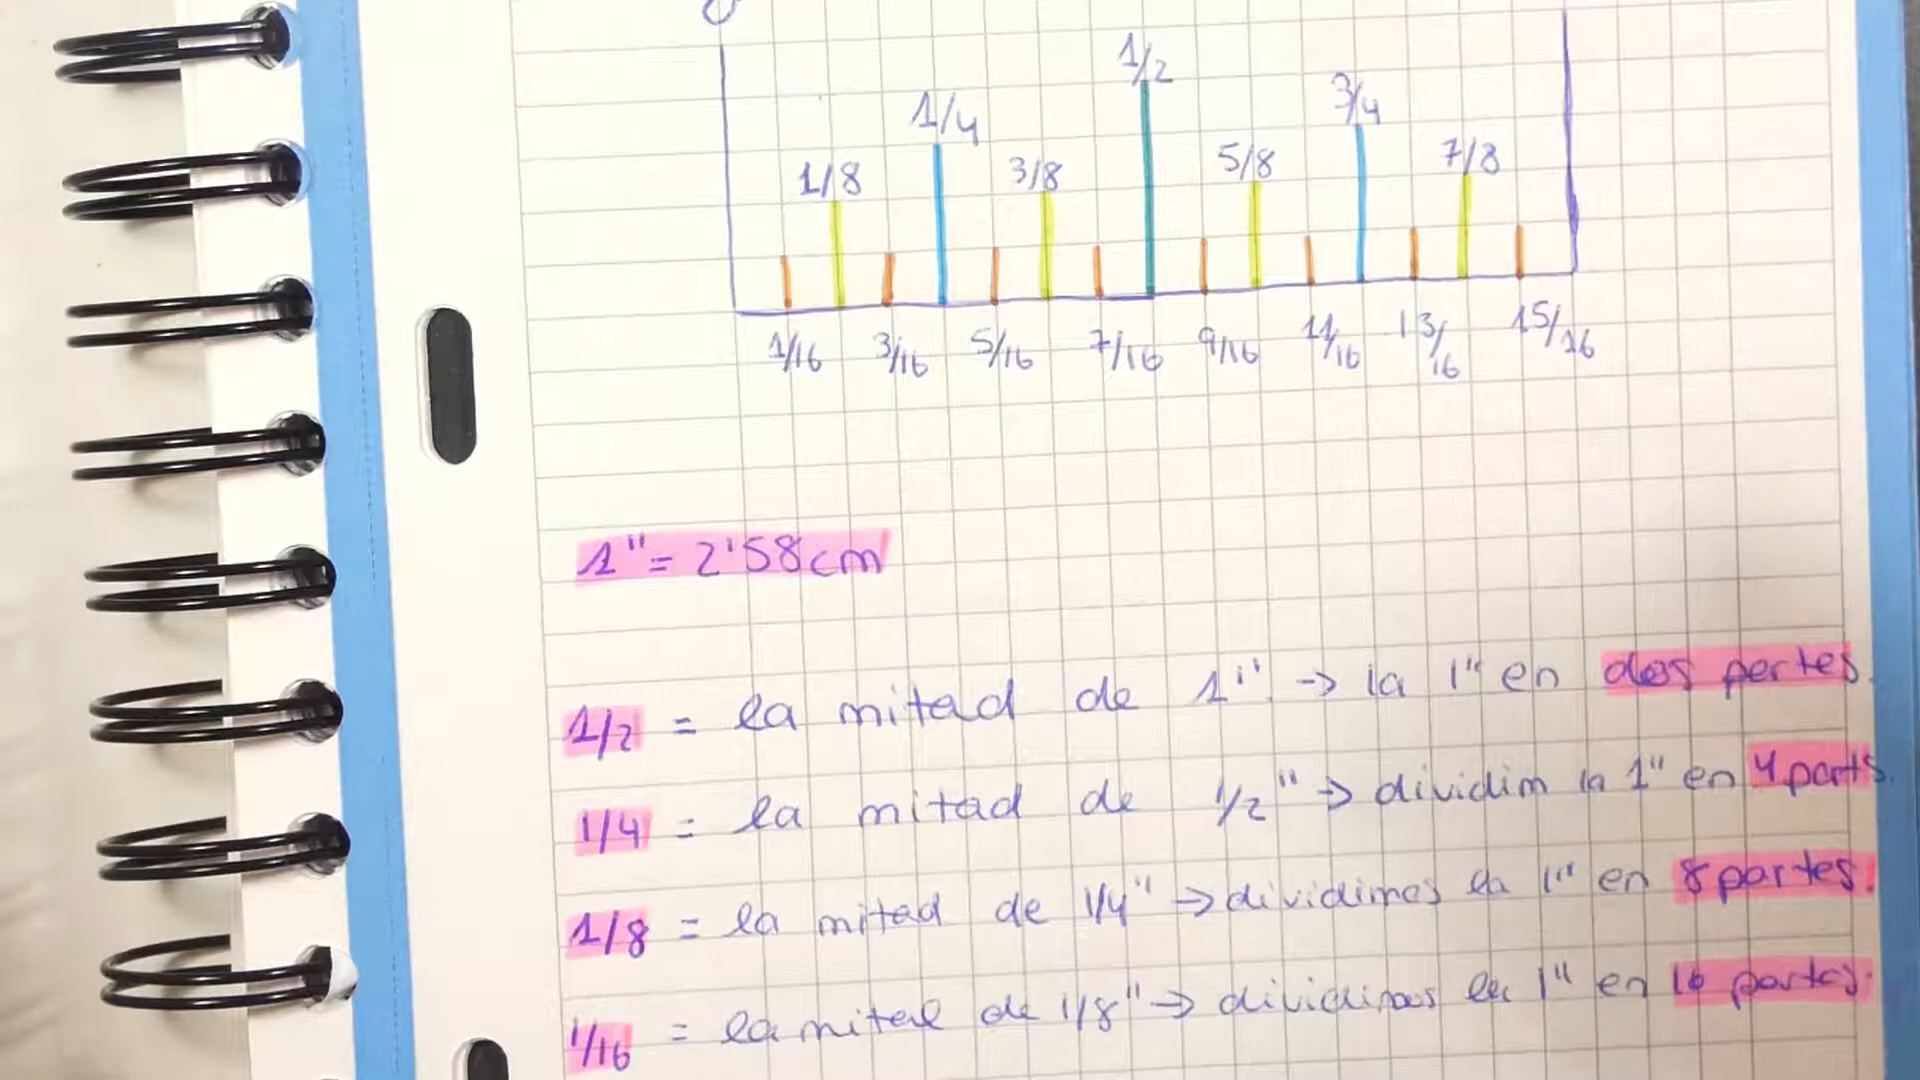 1/2
3/4
1/4
1/8 3/8 5/8 7/8
1/16 3/16 5/16 7/16 9/16 11/16 13/16 15/16
1" = 2'58cm
1/2 = la mitad de 1" → la 1" en dos partes.
1/4 = la mitad de 1/2" → dividim la 1" en 4 parts.
1/8 = la mitad de 1/4" → dividimos la 1" en 8 partes.
1/16 = la mitad de 1/8" → dividimos la 1" en 16 partes.